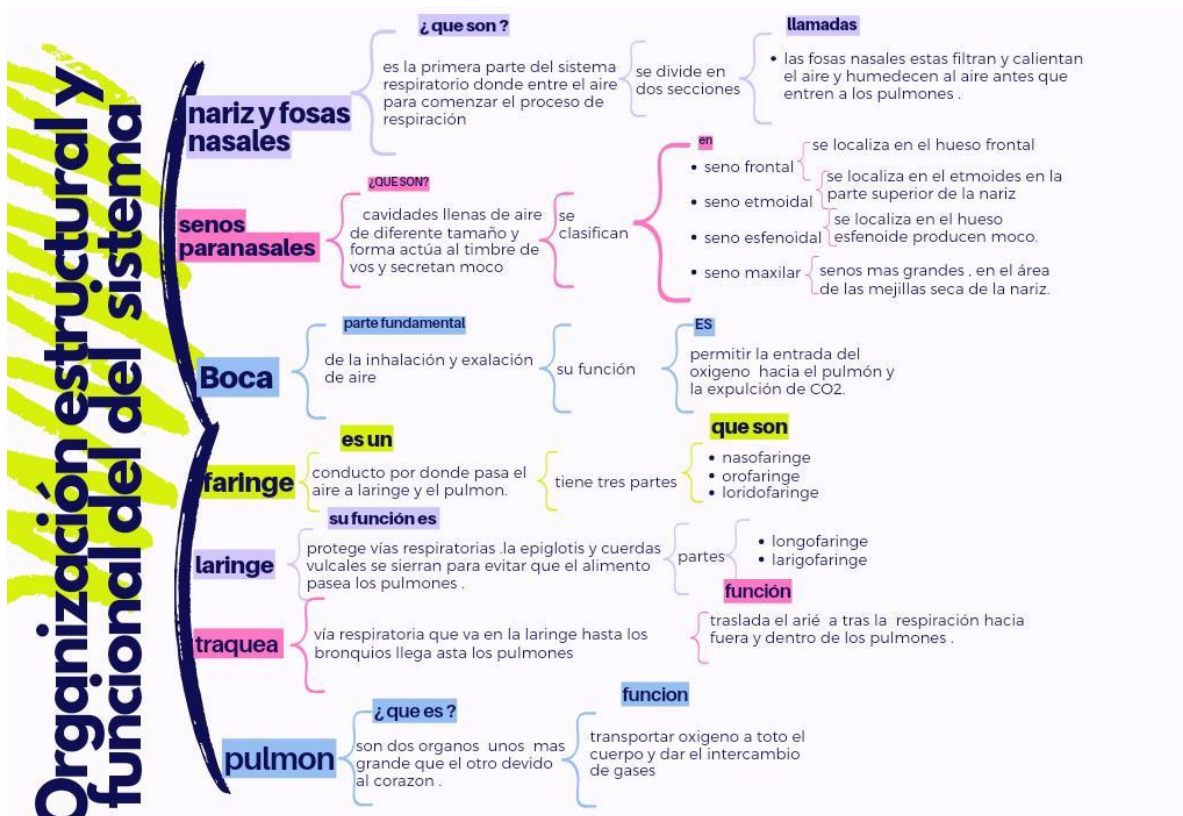 Organización estructural y
funcional del del sistema
nariz y fosas
nasales
¿ que son ?
es la primera parte del sistema
respiratorio donde entre el aire
para comenzar el proceso de
respiración
se divide en
dos secciones
llamadas
• las fosas nasales estas filtran y calientan
el aire y humedecen al aire antes que
entren a los pulmones .
senos
paranasales
¿QUE SON?
cavidades llenas de aire
de diferente tamaño y
forma actúa al timbre de
vos y secretan moco
se
clasifican
en
• seno frontal
se localiza en el hueso frontal
• seno etmoidal
se localiza en el etmoides en la
parte superior de la nariz
• seno esfenoidal
se localiza en el hueso
esfenoide producen moco.
• seno maxilar
senos mas grandes , en el área
de las mejillas seca de la nariz.
Boca
parte fundamental
de la inhalación y exalación
de aire
su función
ES
permitir la entrada del
oxigeno hacia el pulmón y
la expulción de CO2.
faringe
es un
conducto por donde pasa el
aire a laringe y el pulmon.
tiene tres partes
que son
• nasofaringe
• orofaringe
• loridofaringe
laringe
su función es
protege vías respiratorias .la epiglotis y cuerdas
vulcales se sierran para evitar que el alimento
pasea los pulmones .
partes
• longofaringe
• larigofaringe
traquea
vía respiratoria que va en la laringe hasta los
bronquios llega asta los pulmones
función
traslada el arié a tras la respiración hacia
fuera y dentro de los pulmones .
pulmon
¿ que es ?
son dos organos unos mas
grande que el otro devido
al corazon .
funcion
transportar oxigeno a toto el
cuerpo y dar el intercambio
de gases